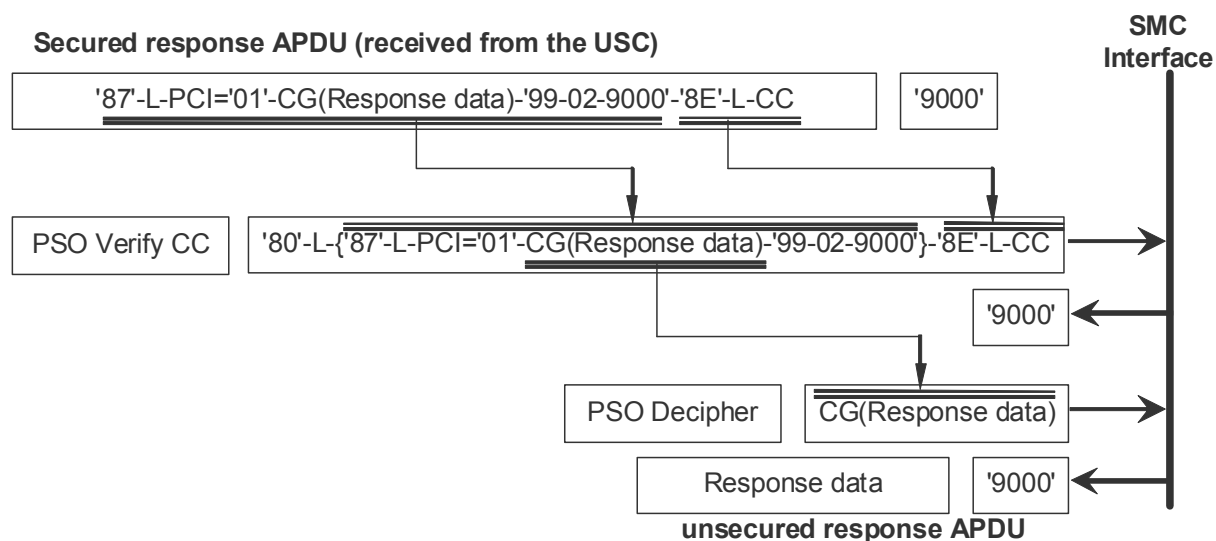 SMC
Interface
Secured response APDU (received from the USC)
'87'-L-PCI='01'-CG(Response data)-'99-02-9000'-'8E'-L-CC
'9000'
PSO Verify CC
'80'-L-{'87'-L-PCI='01'-CG(Response data)-'99-02-9000'}-'8E'-L-CC
'9000'
PSO Decipher
CG(Response data)
Response data
'9000'
unsecured response APDU